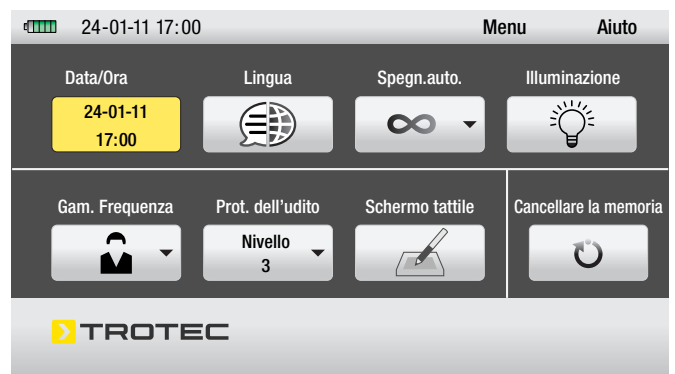 24-01-11 17:00 Menu Aiuto
Data/Ora Lingua Spegn.auto. Illuminazione
24-01-11
17:00
Gam. Frequenza Prot. dell'udito Schermo tattile Cancellare la memoria
Nivello
3
TROTEC